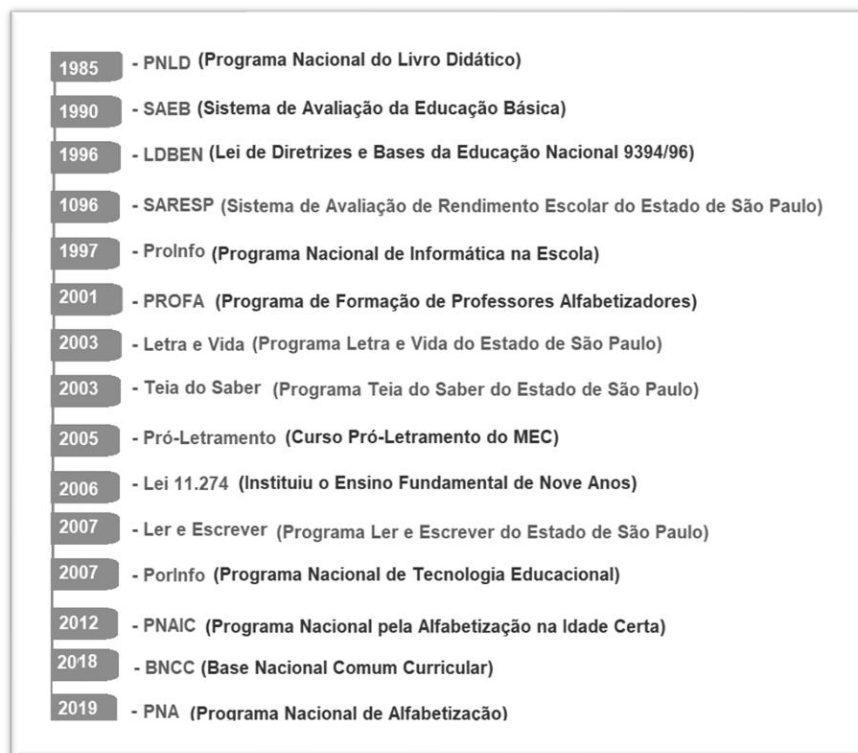 1985 - PNLD (Programa Nacional do Livro Didático)
1990 - SAEB (Sistema de Avaliação da Educação Básica)
1996 - LDBEN (Lei de Diretrizes e Bases da Educação Nacional 9394/96)
1096 - SARESP (Sistema de Avaliação de Rendimento Escolar do Estado de São Paulo)
1997 - ProInfo (Programa Nacional de Informática na Escola)
2001 - PROFA (Programa de Formação de Professores Alfabetizadores)
2003 - Letra e Vida (Programa Letra e Vida do Estado de São Paulo)
2003 - Teia do Saber (Programa Teia do Saber do Estado de São Paulo)
2005 - Pró-Letramento (Curso Pró-Letramento do MEC)
2006 - Lei 11.274 (Instituiu o Ensino Fundamental de Nove Anos)
2007 - Ler e Escrever (Programa Ler e Escrever do Estado de São Paulo)
2007 - PorInfo (Programa Nacional de Tecnologia Educacional)
2012 - PNAIC (Programa Nacional pela Alfabetização na Idade Certa)
2018 - BNCC (Base Nacional Comum Curricular)
2019 - PNA (Programa Nacional de Alfabetização)